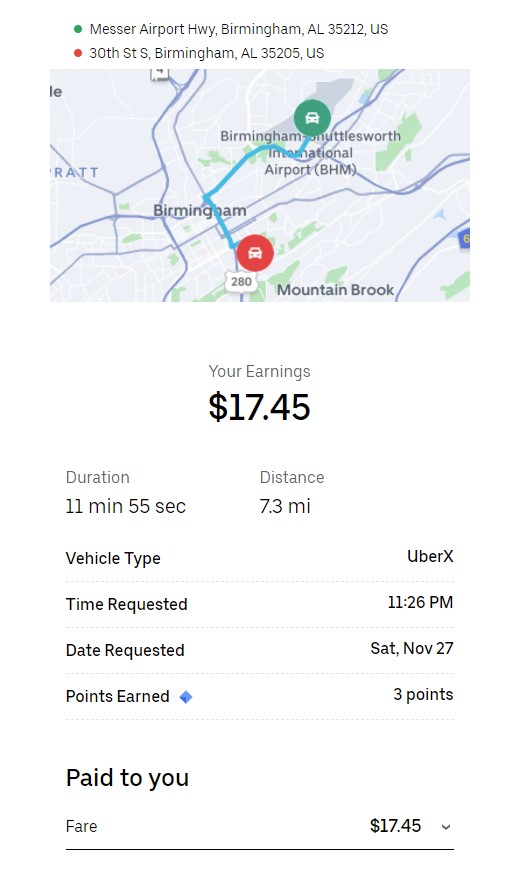 Messer Airport Hwy, Birmingham, AL 35212, US
30th St S, Birmingham, AL 35205, US
4
le
Birmingham-Shuttlesworth
International
Airport (BHM)
PRATT
Birmingham
6
280
Mountain Brook
Your Earnings
$17.45
Duration Distance
11 min 55 sec 7.3 mi
Vehicle Type UberX
Time Requested 11:26 PM
Date Requested Sat, Nov 27
Points Earned 3 points
Paid to you
Fare $17.45